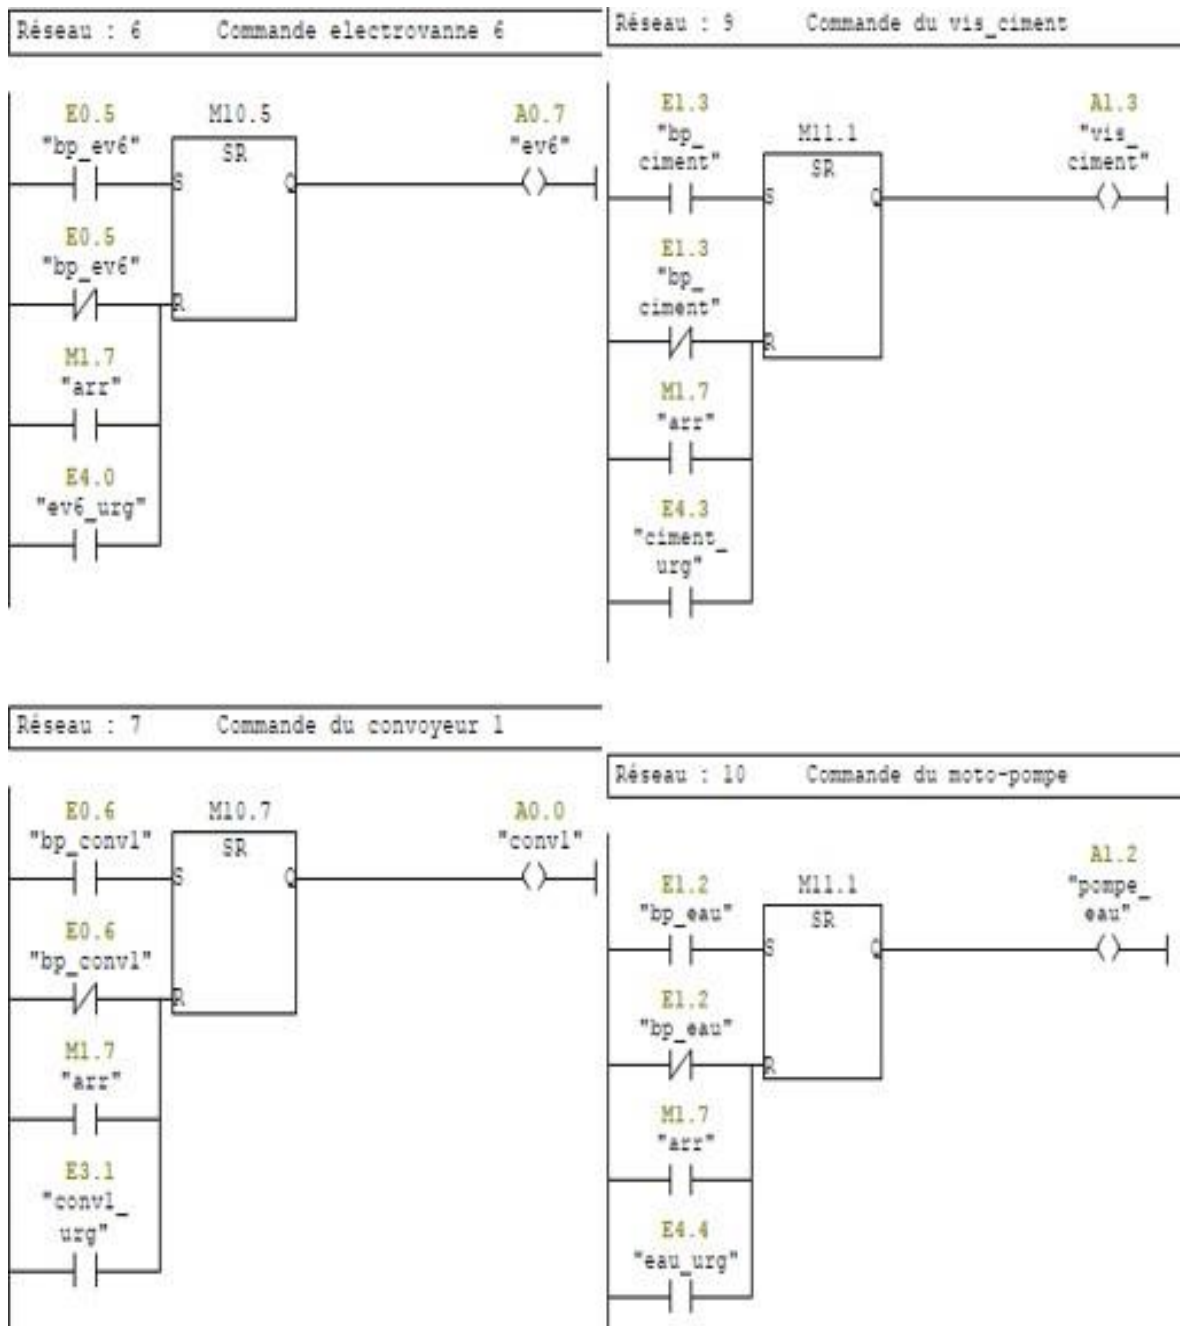 Réseau : 6 Commande electrovanne 6
E0.5
"bp_ev6"
M10.5
SR
S
Q
A0.7
"ev6"
E0.5
"bp_ev6"
R
M1.7
"arr"
E4.0
"ev6_urg"
Réseau : 7 Commande du convoyeur 1
E0.6
"bp_conv1"
M10.7
SR
S
Q
A0.0
"conv1"
E0.6
"bp_conv1"
R
M1.7
"arr"
E3.1
"conv1_
urg"
Réseau : 9 Commande du vis_ciment
E1.3
"bp_
ciment"
M11.1
SR
S
Q
A1.3
"vis_
ciment"
E1.3
"bp_
ciment"
R
M1.7
"arr"
E4.3
"ciment_
urg"
Réseau : 10 Commande du moto-pompe
E1.2
"bp_eau"
M11.1
SR
S
Q
A1.2
"pompe_
eau"
E1.2
"bp_eau"
R
M1.7
"arr"
E4.4
"eau_urg"